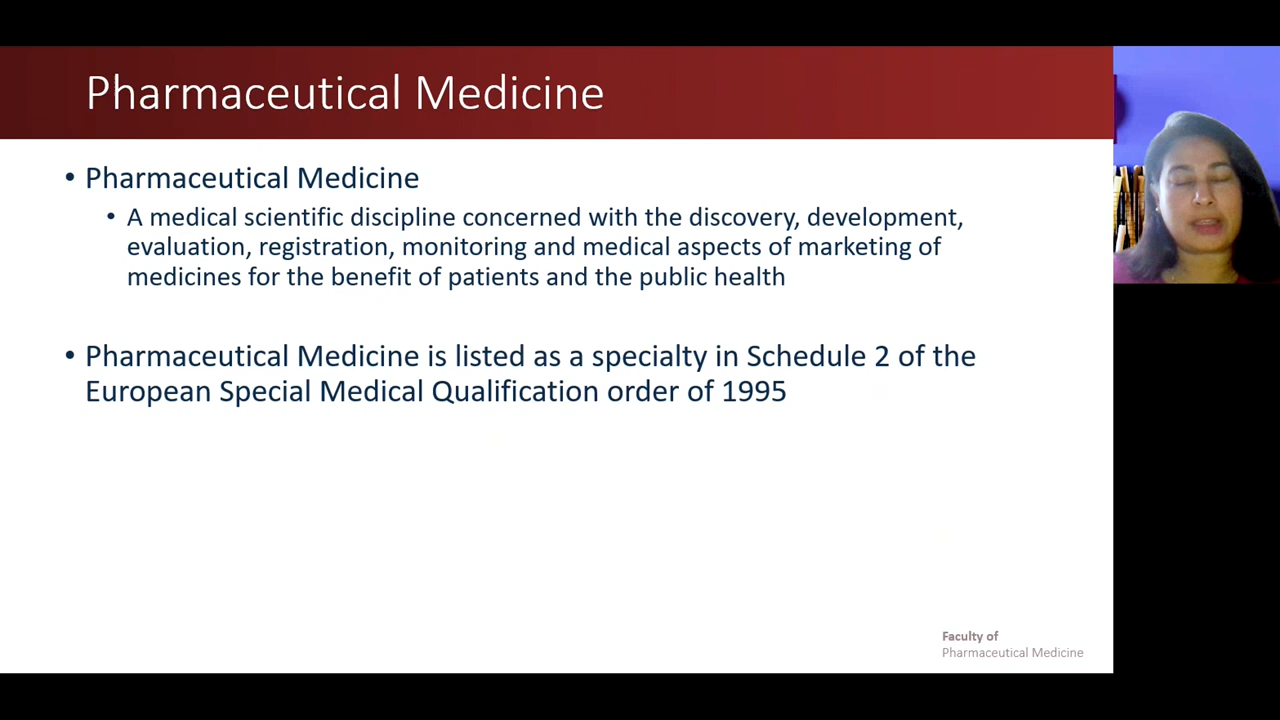 Pharmaceutical Medicine
• Pharmaceutical Medicine
• A medical scientific discipline concerned with the discovery, development,
evaluation, registration, monitoring and medical aspects of marketing of
medicines for the benefit of patients and the public health
• Pharmaceutical Medicine is listed as a specialty in Schedule 2 of the
European Special Medical Qualification order of 1995
Faculty of
Pharmaceutical Medicine